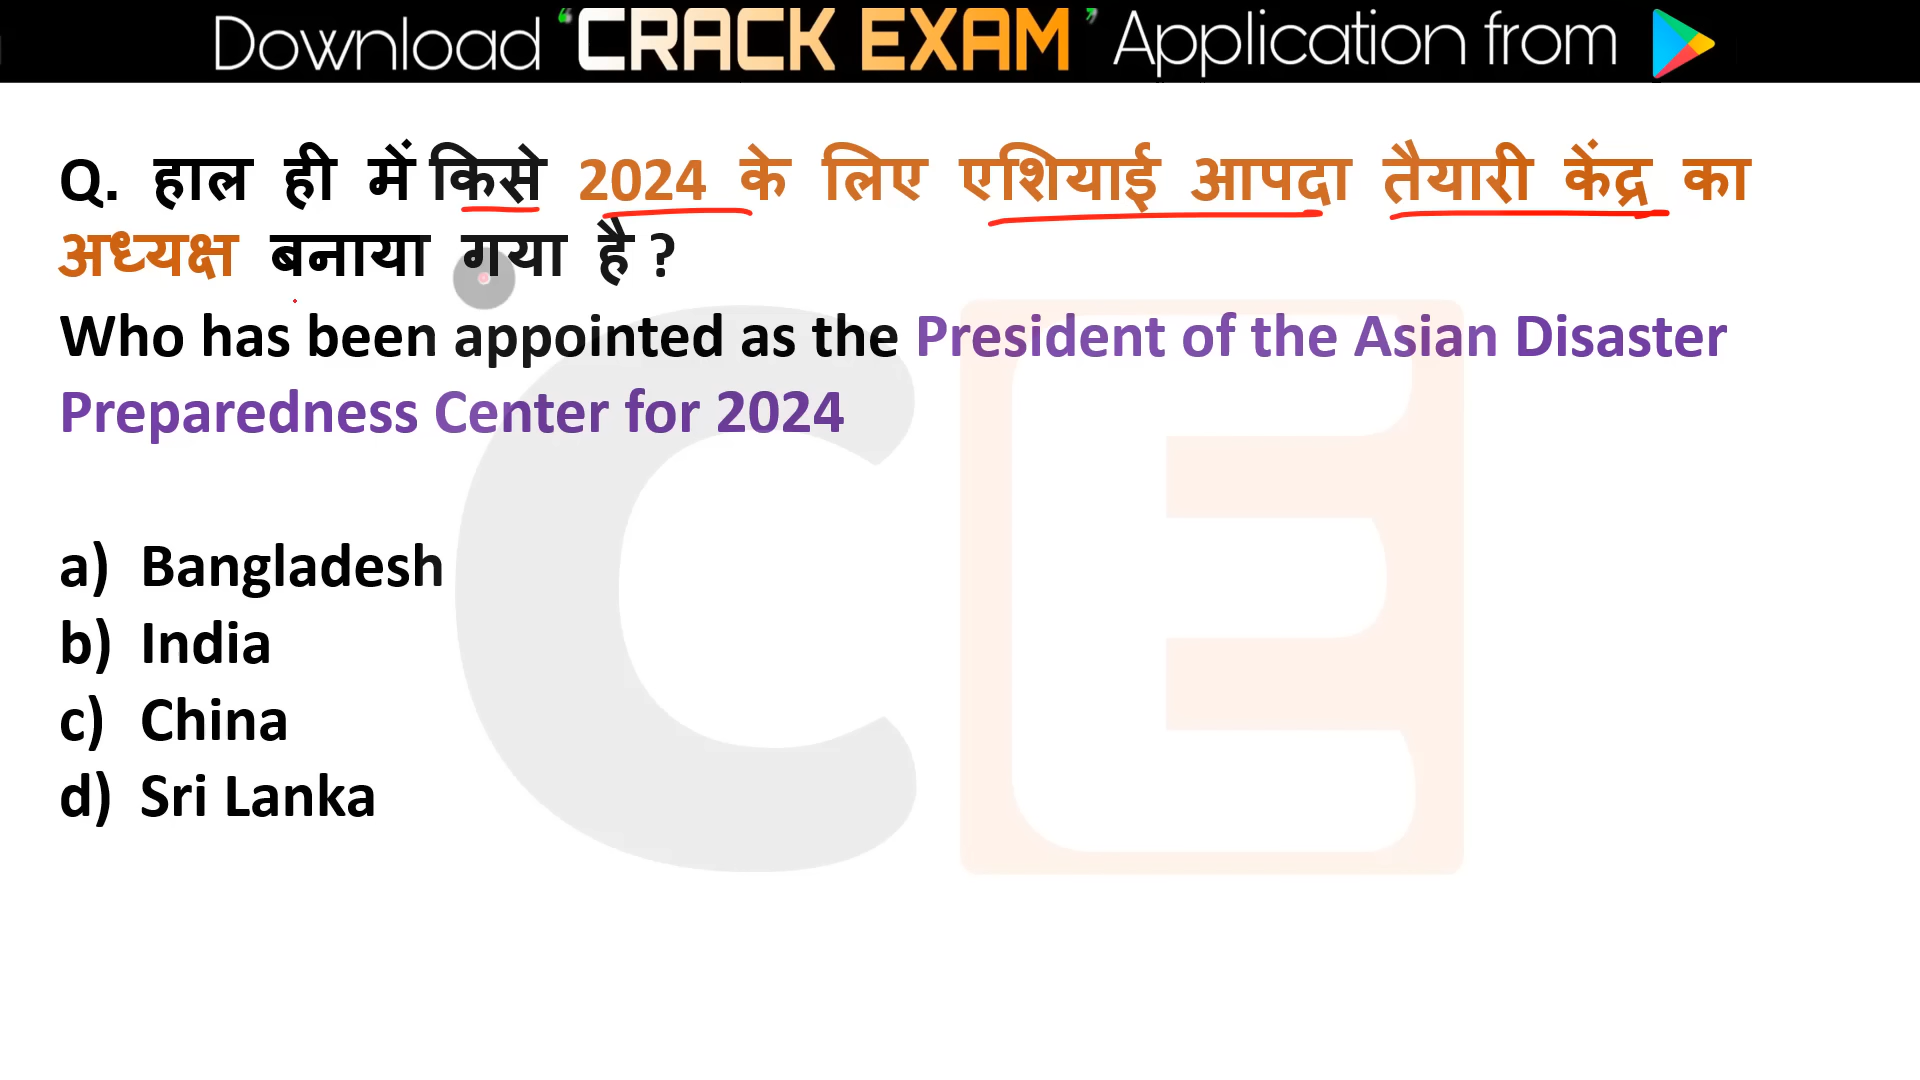 Download ‘CRACK EXAM’ Application from
Q. हाल ही में किसे 2024 के लिए एशियाई आपदा तैयारी केंद्र का
अध्यक्ष बनाया गया है ?
Who has been appointed as the President of the Asian Disaster
Preparedness Center for 2024
a) Bangladesh
b) India
c) China
d) Sri Lanka
CE